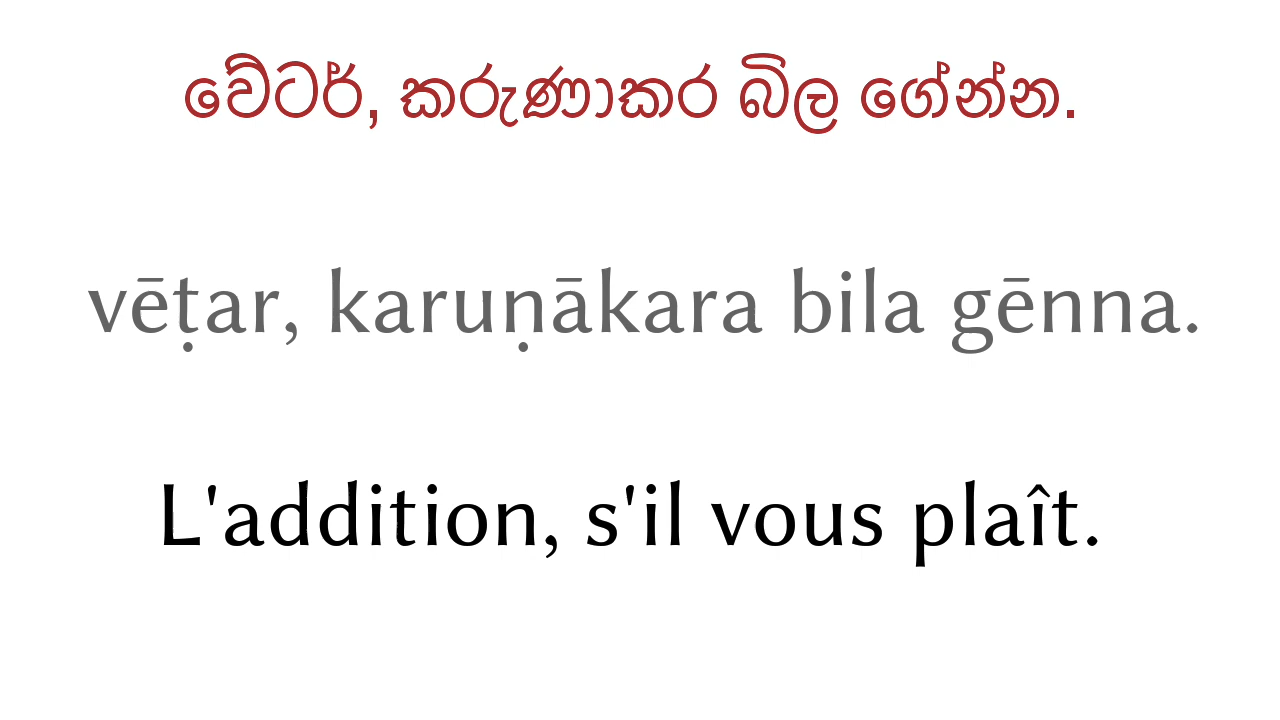 වේටර්, කරුණාකර බිල ගේන්න.
vēṭar, karuṇākara bila gēnna.
L'addition, s'il vous plaît.